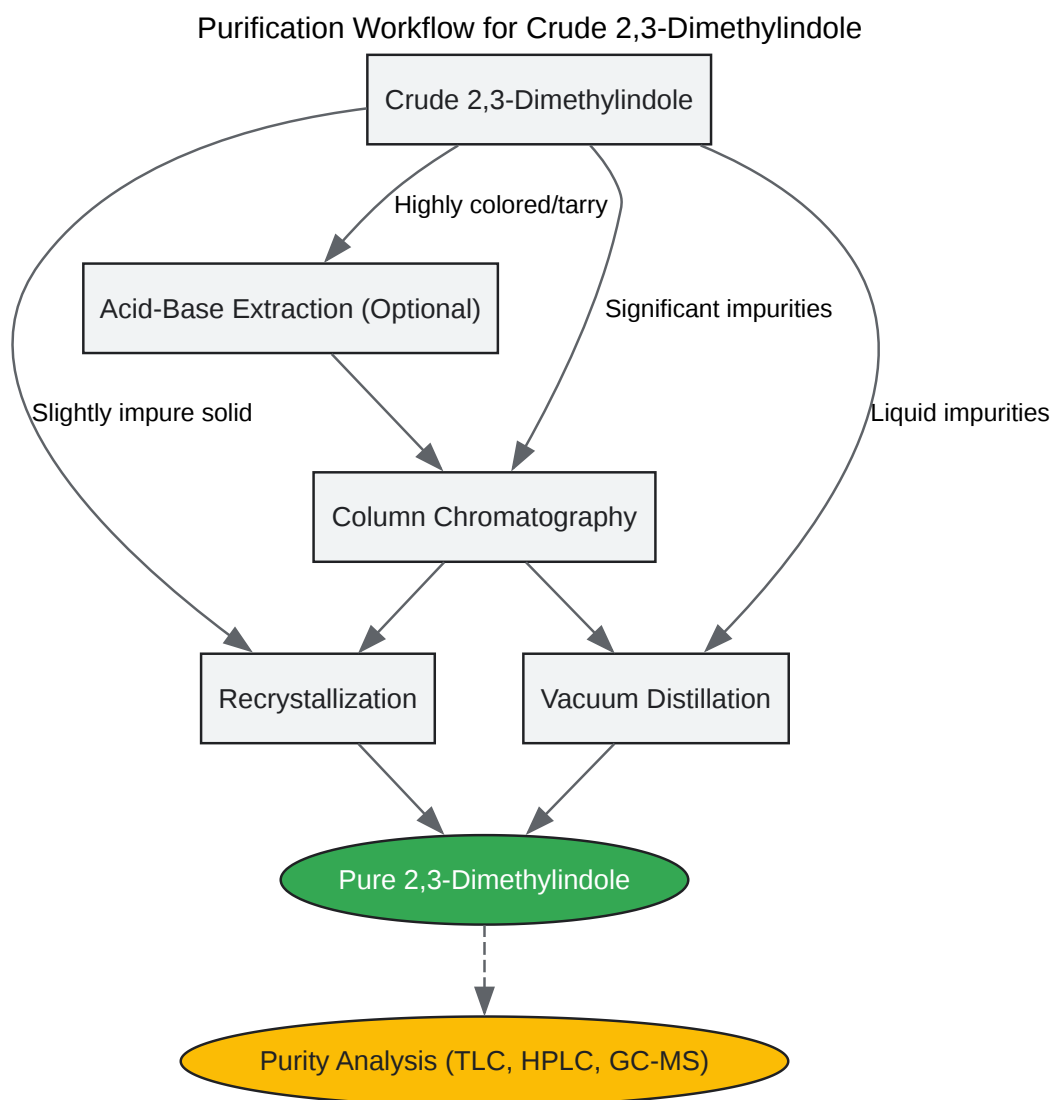 Purification Workflow for Crude 2,3-Dimethylindole
Crude 2,3-Dimethylindole
Highly colored/tarry
Acid-Base Extraction (Optional)
Significant impurities
Slightly impure solid
Liquid impurities
Column Chromatography
Recrystallization
Vacuum Distillation
Pure 2,3-Dimethylindole
Purity Analysis (TLC, HPLC, GC-MS)